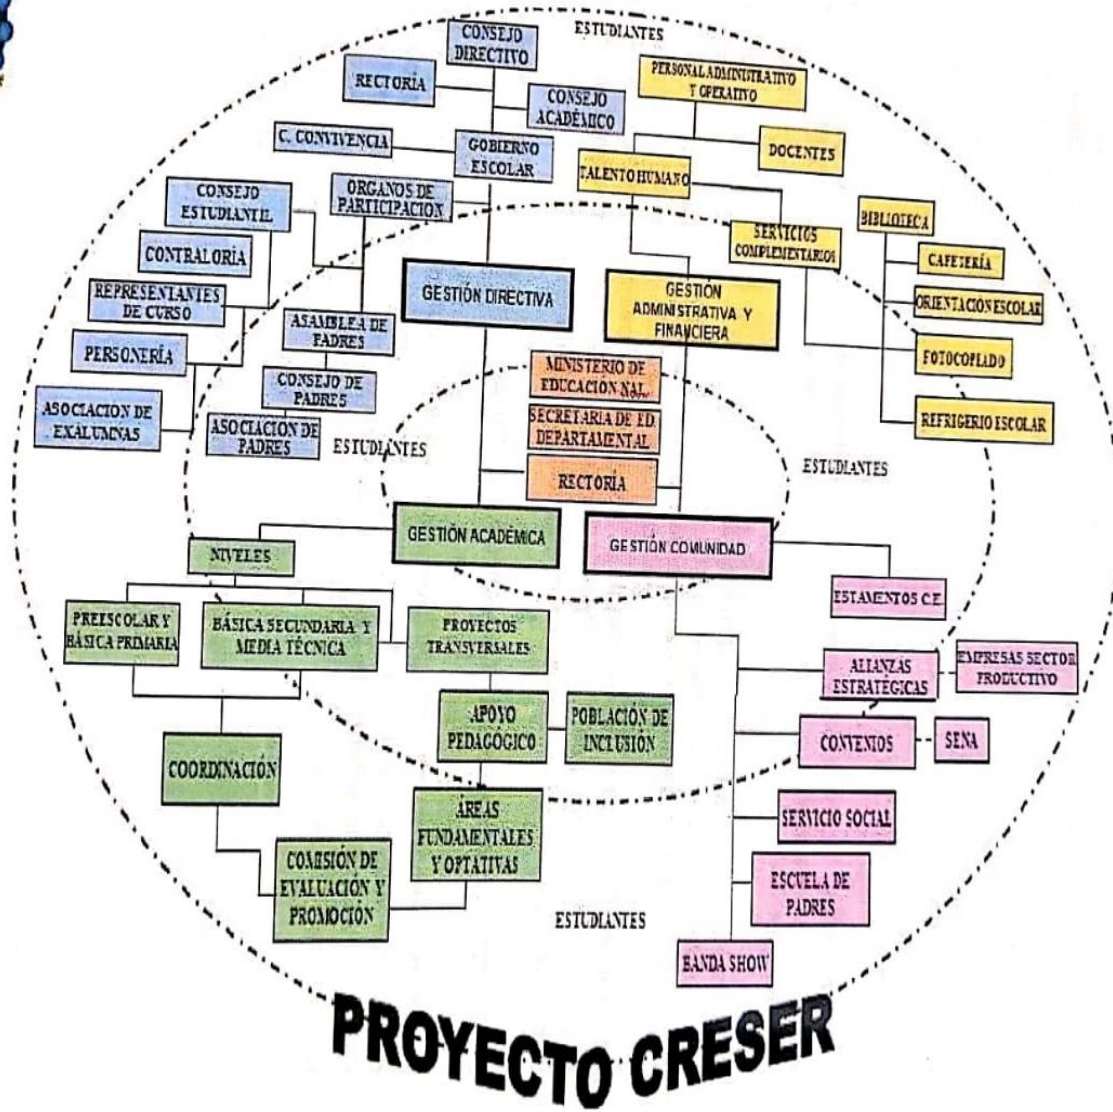 ESTUDIANTES
CONSEJO
DIRECTIVO
RECTORÍA
CONSEJO
ACADÉMICO
C. CONVIVENCIA
GOBIERNO
ESCOLAR
ORGANOS DE
PARTICIPACION
CONSEJO
ESTUDIANTIL
CONTRALORÍA
REPRESENTANTES
DE CURSO
PERSONERÍA
ASOCIACION DE
EXALUMNAS
ASAMBLEA DE
PADRES
CONSEJO DE
PADRES
ASOCIACION DE
PADRES
ESTUDIANTES
GESTIÓN DIRECTIVA
PERSONAL ADMINISTRATIVO
Y OPERATIVO
DOCENTES
TALENTO HUMANO
SERVICIOS
COMPLEMENTARIOS
BIBLIOTECA
CAFETERÍA
ORIENTACIÓN ESCOLAR
FOTOCOPIADO
REFRIGERIO ESCOLAR
GESTIÓN
ADMINISTRATIVA Y
FINANCIERA
MINISTERIO DE
EDUCACIÓN NAL.
SECRETARIA DE ED.
DEPARTAMENTAL
RECTORÍA
ESTUDIANTES
GESTIÓN ACADÉMICA
NIVELES
PREESCOLAR Y
BÁSICA PRIMARIA
BÁSICA SECUNDARIA Y
MEDIA TÉCNICA
PROYECTOS
TRANSVERSALES
APOYO
PEDAGÓGICO
POBLACIÓN DE
INCLUSIÓN
COORDINACIÓN
ÁREAS
FUNDAMENTALES
Y OPTATIVAS
COMISIÓN DE
EVALUACIÓN Y
PROMOCIÓN
GESTIÓN COMUNIDAD
ESTAMENTOS C.E.
ALIANZAS
ESTRATÉGICAS
EMPRESAS SECTOR
PRODUCTIVO
CONVENIOS
SENA
SERVICIO SOCIAL
ESCUELA DE
PADRES
BANDA SHOW
ESTUDIANTES
PROYECTO CRESER